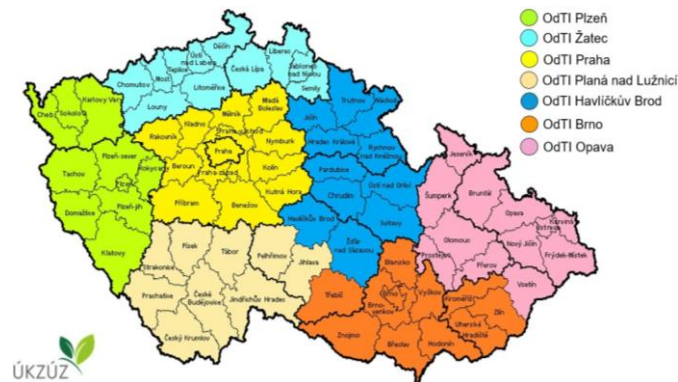 OdTI Plzeň
OdTI Žatec
OdTI Praha
OdTI Planá nad Lužnicí
OdTI Havlíčkův Brod
OdTI Brno
OdTI Opava
Děčín
Liberec
Ústí
nad Labem
Teplice
Most
Chomutov
Česká Lípa
Jablonec
nad Nisou
Semily
Litoměřice
Louny
Karlovy Vary
Sokolov
Cheb
Mladá
Boleslav
Mělník
Kladno
Rakovník
Praha-východ
Praha
Nymburk
Jičín
Trutnov
Náchod
Hradec Králové
Rychnov
nad Kněžnou
Plzeň-sever
Rokycany
Tachov
Plzeň
Beroun
Praha-západ
Kolín
Pardubice
Kutná Hora
Ústí nad Orlicí
Chrudim
Jeseník
Bruntál
Šumperk
Opava
Karviná
Ostrava
Domažlice
Plzeň-jih
Příbram
Benešov
Havlíčkův Brod
Svitavy
Olomouc
Nový Jičín
Frýdek-Místek
Klatovy
Písek
Tábor
Pelhřimov
Jihlava
Žďár
nad Sázavou
Blansko
Prostějov
Přerov
Vsetín
Strakonice
Prachatice
České
Budějovice
Jindřichův Hradec
Třebíč
Brno
Brno-
venkov
Vyškov
Kroměříž
Zlín
Český Krumlov
Znojmo
Břeclav
Hodonín
Uherské
Hradiště
ÚKZÚZ